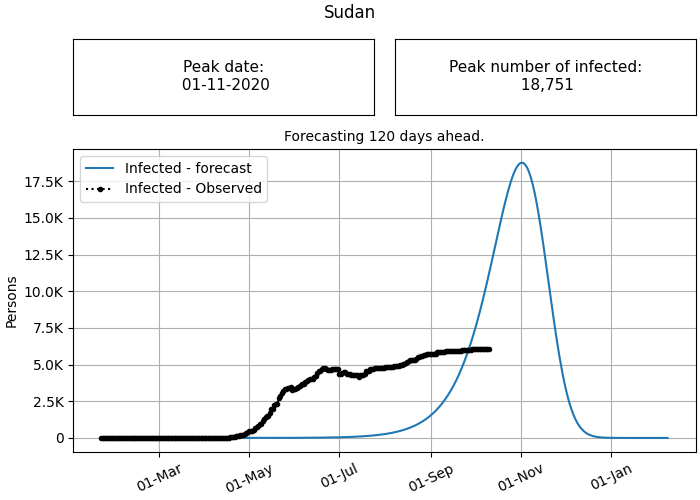 Sudan
Peak date:
01-11-2020
Peak number of infected:
18,751
Forecasting 120 days ahead.
Infected - forecast
Infected - Observed
17.5K
15.0K
12.5K
10.0K
7.5K
5.0K
2.5K
0
Persons
01-Mar
01-May
01-Jul
01-Sep
01-Nov
01-Jan